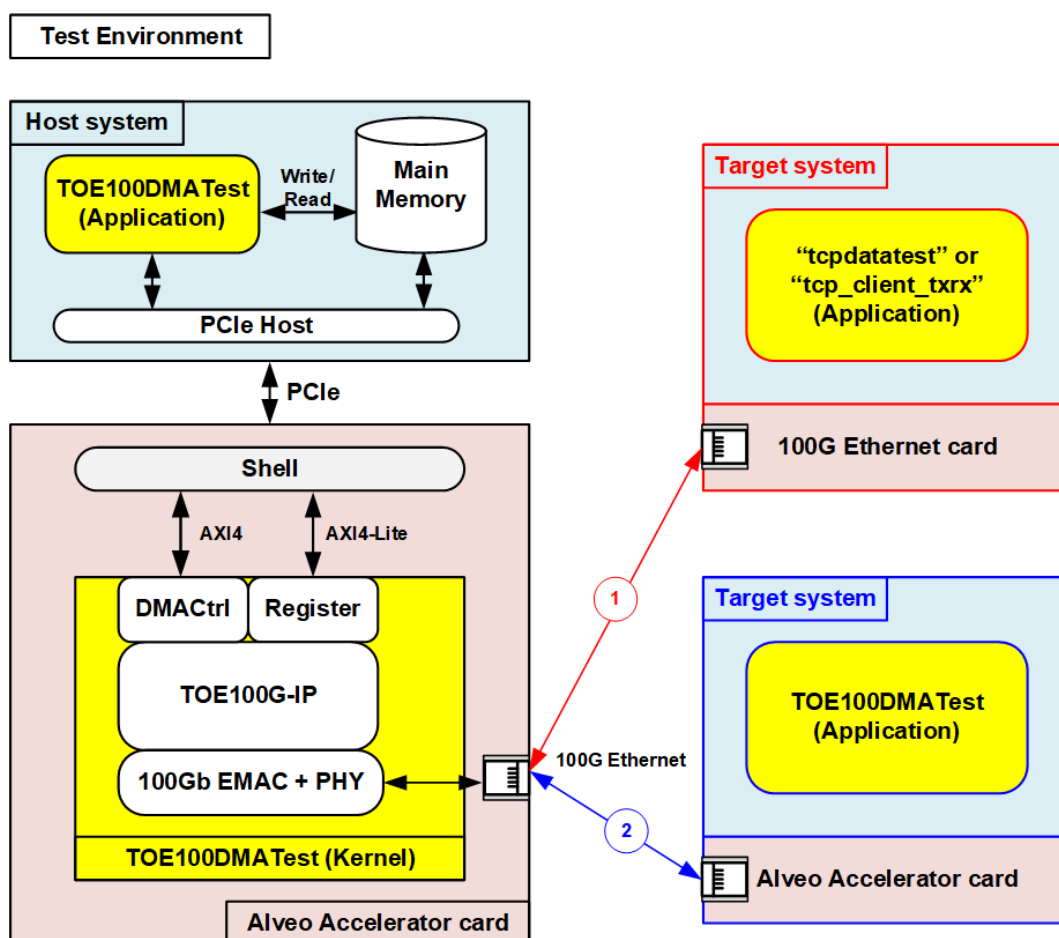 Test Environment
Host system
TOE100DMATest
(Application)
Write/
Read
Main
Memory
PCIe Host
PCIe
Shell
AXI4
AXI4-Lite
DMACtrl
Register
TOE100G-IP
100Gb EMAC + PHY
TOE100DMATest (Kernel)
Alveo Accelerator card
100G Ethernet
1
2
Target system
“tcpdatatest” or
“tcp_client_txrx”
(Application)
100G Ethernet card
Target system
TOE100DMATest
(Application)
Alveo Accelerator card